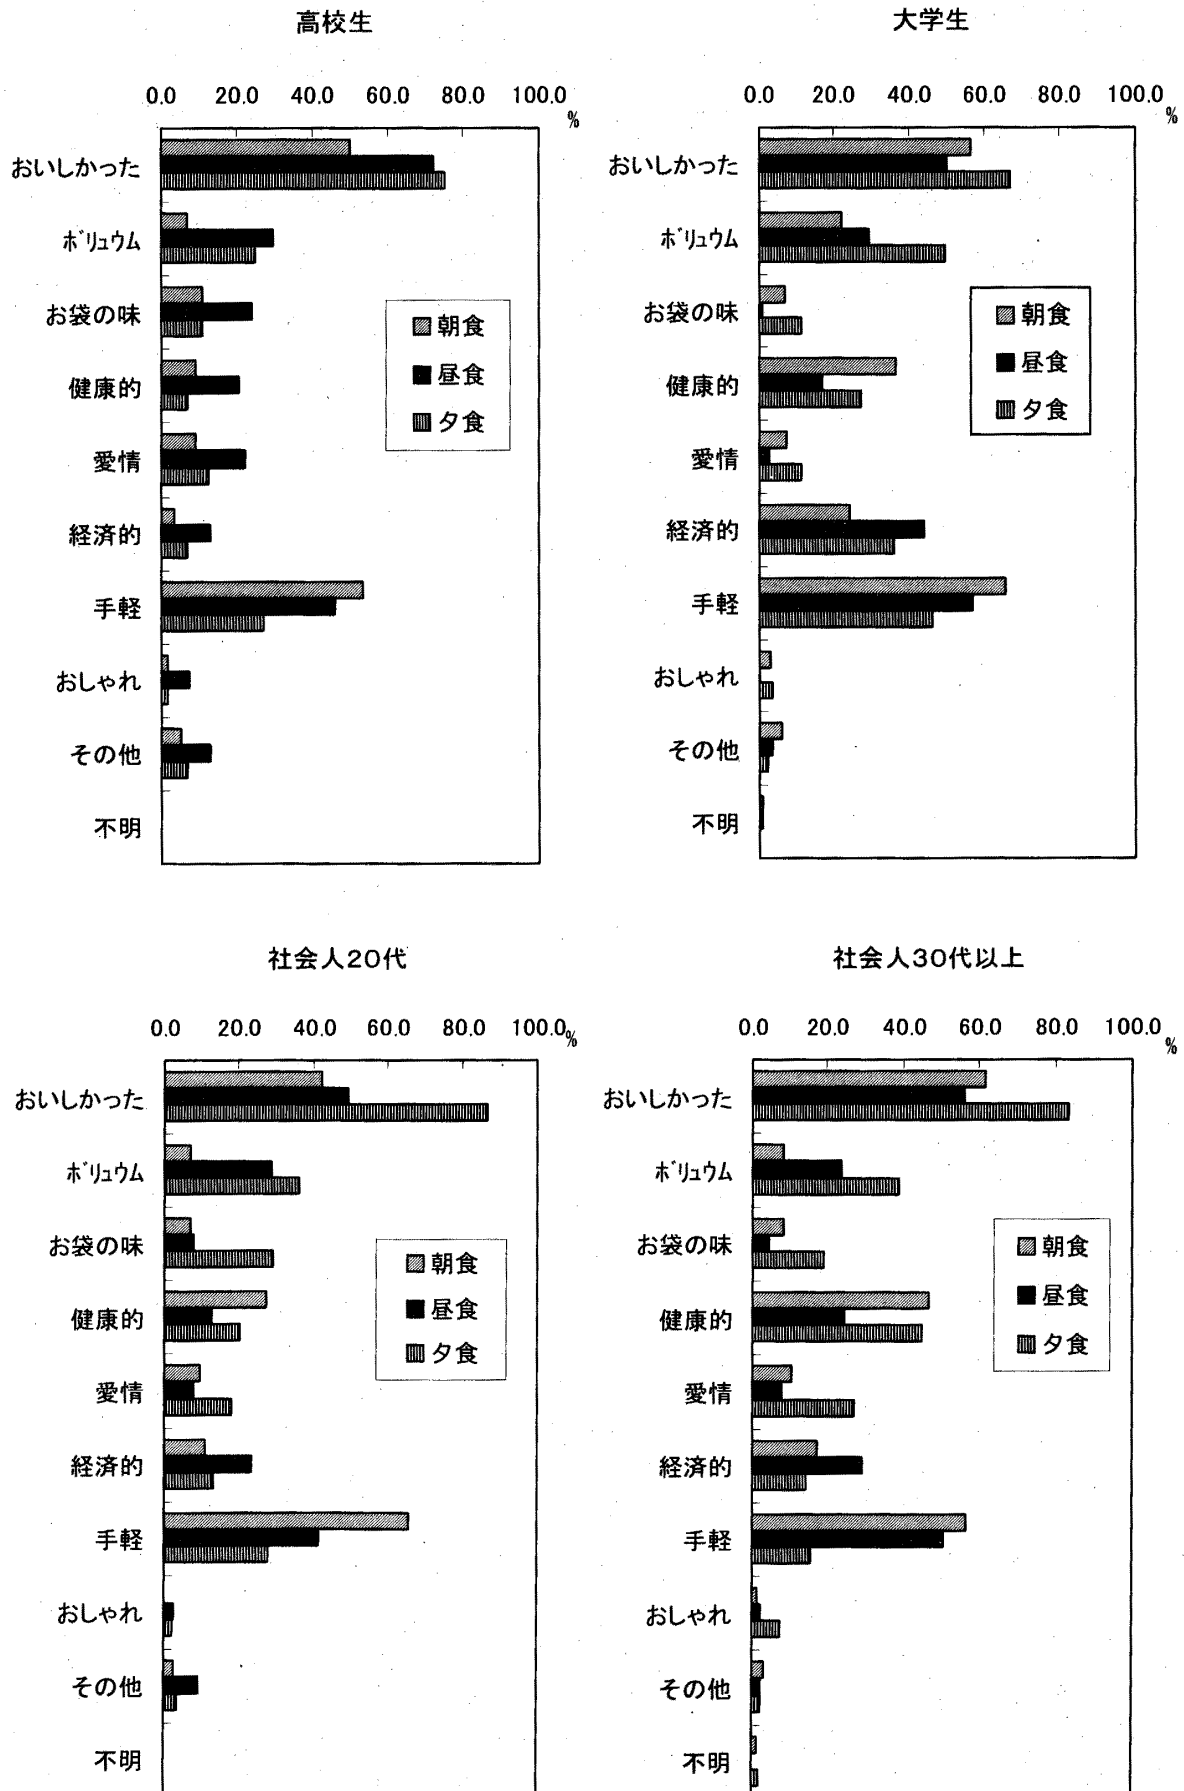 高校生
0.0 20.0 40.0 60.0 80.0 100.0
%
おいしかった
ﾎﾞﾘｭｳﾑ
お袋の味
健康的
愛情
経済的
手軽
おしゃれ
その他
不明
朝食
昼食
夕食
大学生
0.0 20.0 40.0 60.0 80.0 100.0
%
おいしかった
ﾎﾞﾘｭｳﾑ
お袋の味
健康的
愛情
経済的
手軽
おしゃれ
その他
不明
朝食
昼食
夕食
社会人20代
0.0 20.0 40.0 60.0 80.0 100.0
%
おいしかった
ﾎﾞﾘｭｳﾑ
お袋の味
健康的
愛情
経済的
手軽
おしゃれ
その他
不明
朝食
昼食
夕食
社会人30代以上
0.0 20.0 40.0 60.0 80.0 100.0
%
おいしかった
ﾎﾞﾘｭｳﾑ
お袋の味
健康的
愛情
経済的
手軽
おしゃれ
その他
不明
朝食
昼食
夕食